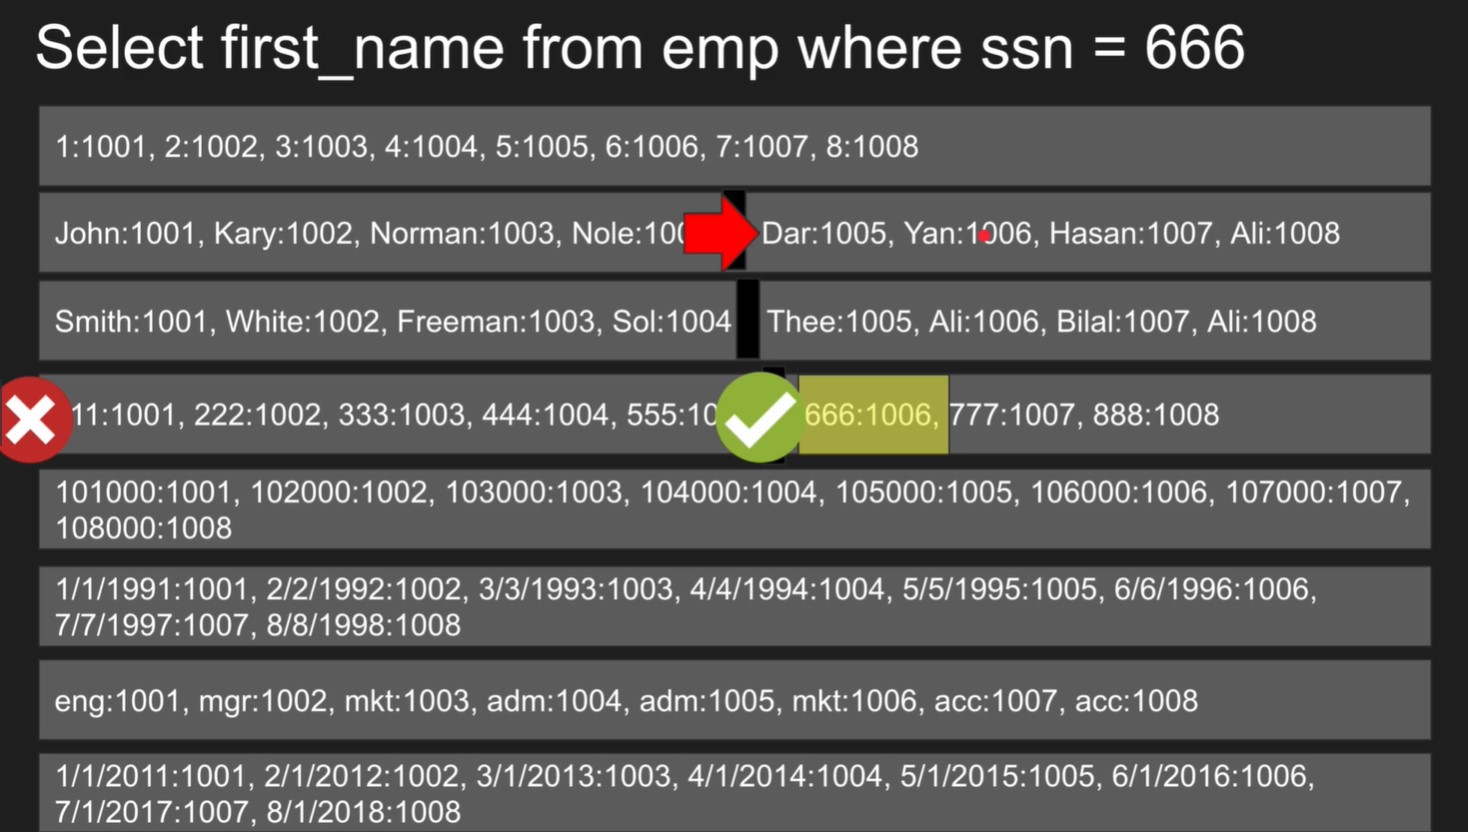 Select first_name from emp where ssn = 666
1:1001, 2:1002, 3:1003, 4:1004, 5:1005, 6:1006, 7:1007, 8:1008
John:1001, Kary:1002, Norman:1003, Nole:100 Dar:1005, Yan:1006, Hasan:1007, Ali:1008
Smith:1001, White:1002, Freeman:1003, Sol:1004 Thee:1005, Ali:1006, Bilal:1007, Ali:1008
11:1001, 222:1002, 333:1003, 444:1004, 555:10 666:1006, 777:1007, 888:1008
101000:1001, 102000:1002, 103000:1003, 104000:1004, 105000:1005, 106000:1006, 107000:1007,
108000:1008
1/1/1991:1001, 2/2/1992:1002, 3/3/1993:1003, 4/4/1994:1004, 5/5/1995:1005, 6/6/1996:1006,
7/7/1997:1007, 8/8/1998:1008
eng:1001, mgr:1002, mkt:1003, adm:1004, adm:1005, mkt:1006, acc:1007, acc:1008
1/1/2011:1001, 2/1/2012:1002, 3/1/2013:1003, 4/1/2014:1004, 5/1/2015:1005, 6/1/2016:1006,
7/1/2017:1007, 8/1/2018:1008